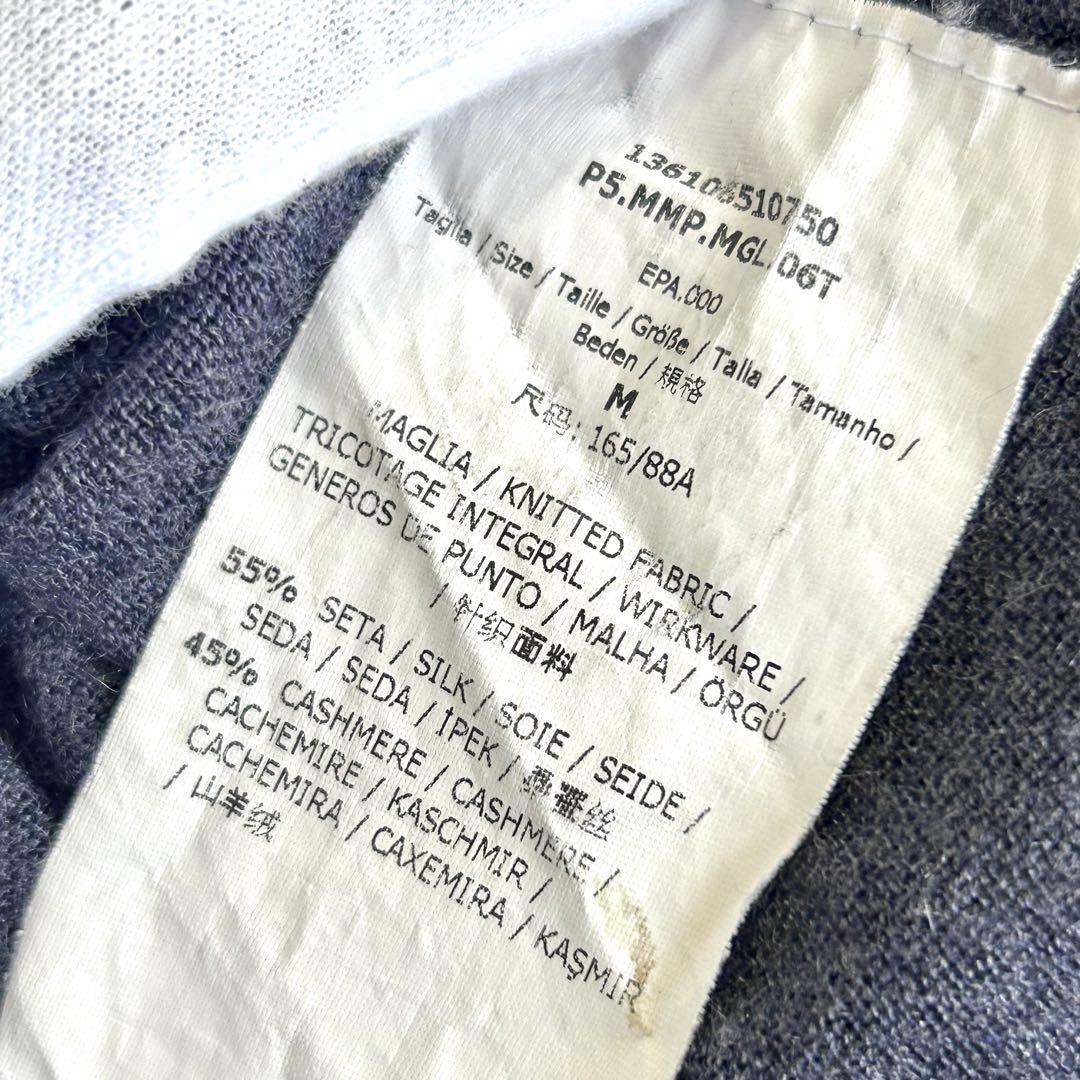 136106510750
P5.MMP.MGL.06T
EPA.000
Taglia / Size / Taille / Größe / Talla / Tamanho /
Beden / 規格
M
尺码: 165/88A
MAGLIA / KNITTED FABRIC /
TRICOTAGE INTEGRAL / WIRKWARE /
GENEROS DE PUNTO / MALHA / ÖRGÜ
/ 针织面料
55% SETA / SILK / SOIE / SEIDE /
SEDA / SEDA / İPEK / 桑蠶丝
45% CASHMERE / CASHMERE /
CACHEMIRE / KASCHMIR /
CACHEMIRA / CAXEMIRA / KAŞMIR
/ 山羊绒